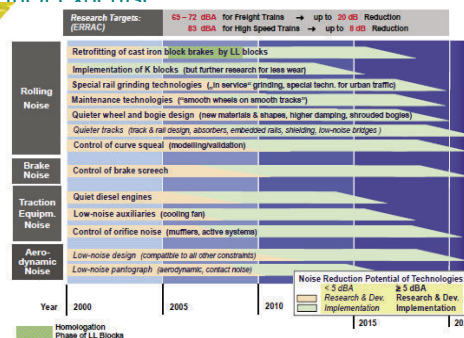 Research Targets: 69 – 72 dBA for Freight Trains → up to 20 dB Reduction
(ERRAC) 83 dBA for High Speed Trains → up to 8 dB Reduction
Rolling
Noise
Retrofitting of cast iron block brakes by LL blocks
Implementation of K blocks (but further research for less wear)
Special rail grinding technologies („in service“ grinding, special techn. for urban traffic)
Maintenance technologies (“smooth wheels on smooth tracks”)
Quieter wheel and bogie design (new materials & shapes, higher damping, shrouded bogies)
Quieter tracks (track & rail design, absorbers, embedded rails, shielding, low-noise bridges )
Control of curve squeal (modelling/validation)
Brake
Noise
Control of brake screech
Traction
Equipm.
Noise
Quiet diesel engines
Low-noise auxiliaries (cooling fan)
Control of orifice noise (mufflers, active systems)
Aero-
dynamic
Noise
Low-noise design (compatible to all other constraints)
Low-noise pantograph (aerodynamic, contact noise)
Noise Reduction Potential of Technologies
< 5 dBA ≧ 5 dBA
Research & Dev. Research & Dev.
Implementation Implementation
Year 2000 2005 2010 2015
Homologation
Phase of LL Blocks